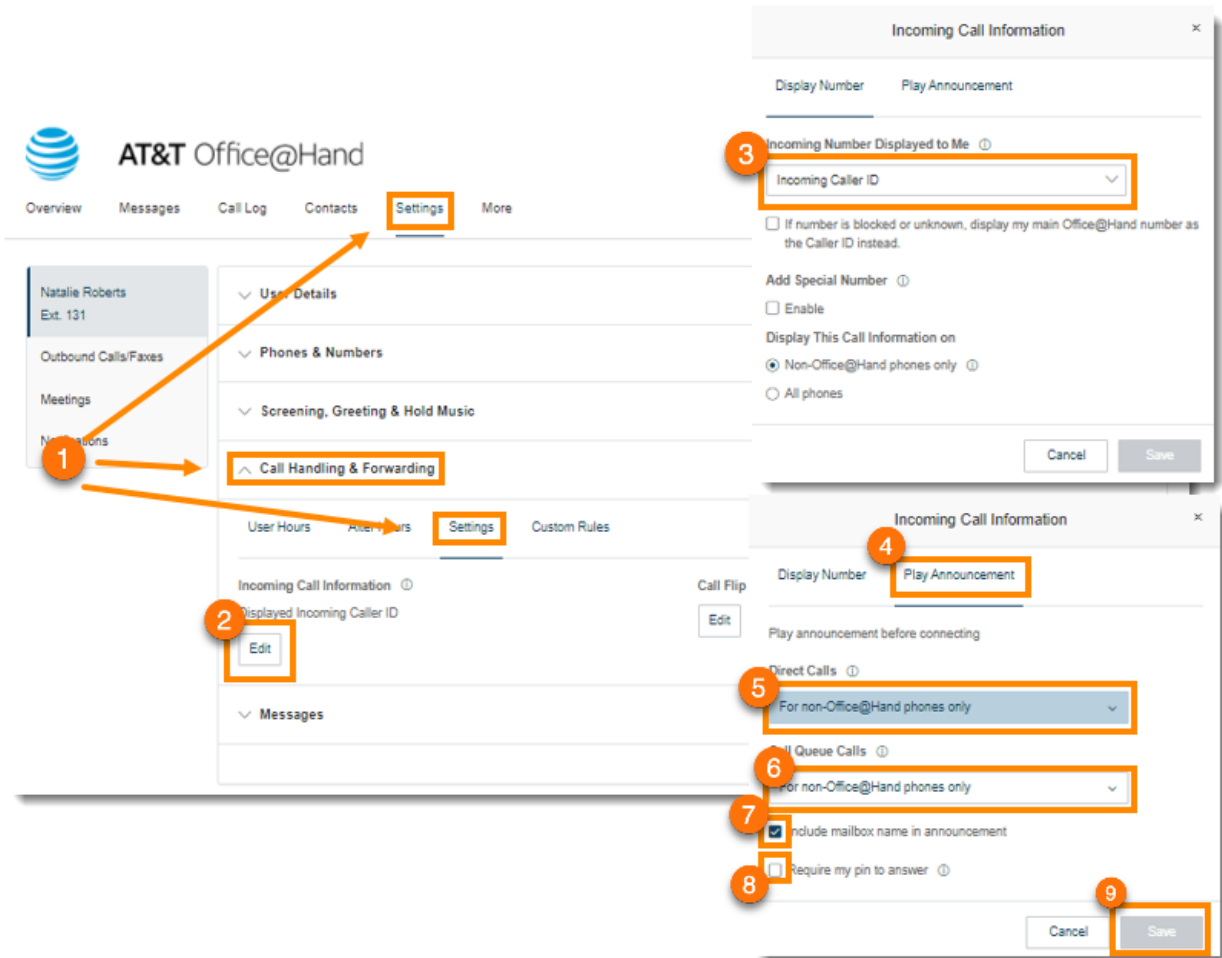 AT&T Office@Hand
Overview Messages Call Log Contacts Settings More
Natalie Roberts
Ext. 131
Outbound Calls/Faxes
Meetings
Notifications
1
User Details
Phones & Numbers
Screening, Greeting & Hold Music
Call Handling & Forwarding
User Hours After Hours Settings Custom Rules
Incoming Call Information
Displayed Incoming Caller ID
2
Edit
Call Flip
Edit
Messages
Incoming Call Information ×
Display Number Play Announcement
Incoming Number Displayed to Me
3
Incoming Caller ID
If number is blocked or unknown, display my main Office@Hand number as
the Caller ID instead.
Add Special Number
Enable
Display This Call Information on
Non-Office@Hand phones only
All phones
Cancel Save
Incoming Call Information ×
4
Display Number Play Announcement
Play announcement before connecting
Direct Calls
5
For non-Office@Hand phones only
Call Queue Calls
6
For non-Office@Hand phones only
7
Include mailbox name in announcement
8
Require my pin to answer
9
Cancel Save